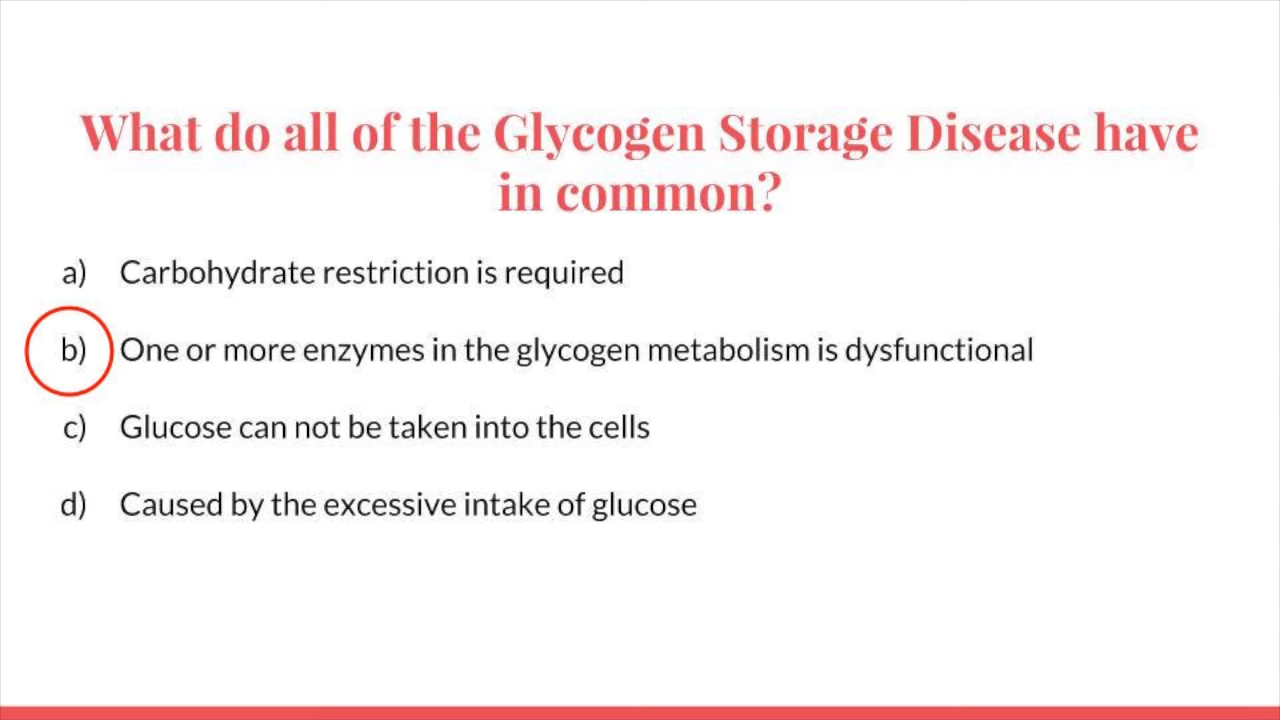 What do all of the Glycogen Storage Disease have
in common?
a) Carbohydrate restriction is required
b) One or more enzymes in the glycogen metabolism is dysfunctional
c) Glucose can not be taken into the cells
d) Caused by the excessive intake of glucose